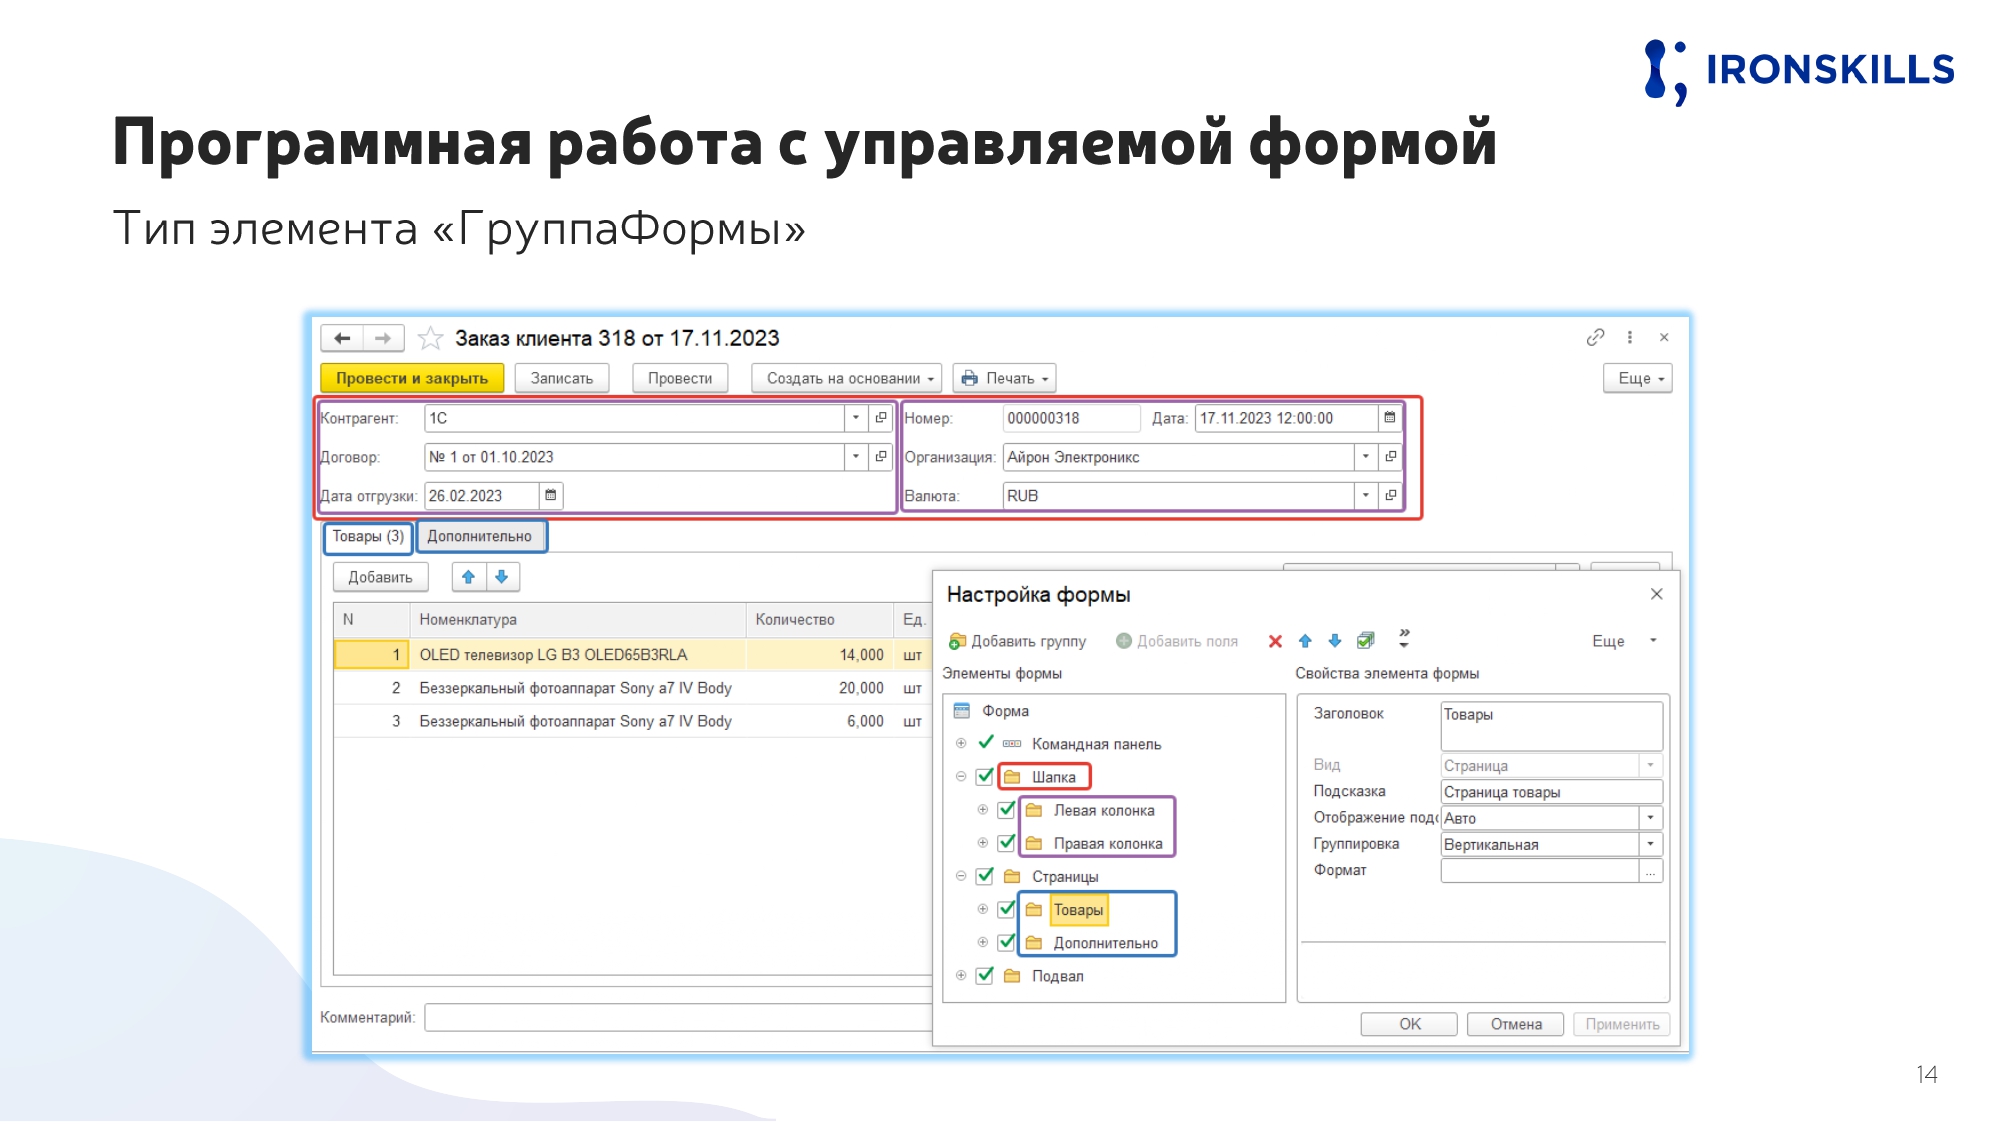 IRONSKILLS
Программная работа с управляемой формой
Тип элемента «ГруппаФормы»
Заказ клиента 318 от 17.11.2023
Провести и закрыть Записать Провести Создать на основании Печать Еще
Контрагент: 1С Номер: 000000318 Дата: 17.11.2023 12:00:00
Договор: № 1 от 01.10.2023 Организация: Айрон Электроникс
Дата отгрузки: 26.02.2023 Валюта: RUB
Товары (3) Дополнительно
Добавить
N Номенклатура Количество Ед.
1 OLED телевизор LG B3 OLED65B3RLA 14,000 шт
2 Беззеркальный фотоаппарат Sony a7 IV Body 20,000 шт
3 Беззеркальный фотоаппарат Sony a7 IV Body 6,000 шт
Комментарий:
Настройка формы
Добавить группу Добавить поля Еще
Элементы формы Свойства элемента формы
Форма
Командная панель
Шапка
Левая колонка
Правая колонка
Страницы
Товары
Дополнительно
Подвал
Заголовок Товары
Вид Страница
Подсказка Страница товары
Отображение подс Авто
Группировка Вертикальная
Формат ...
OK Отмена Применить
14